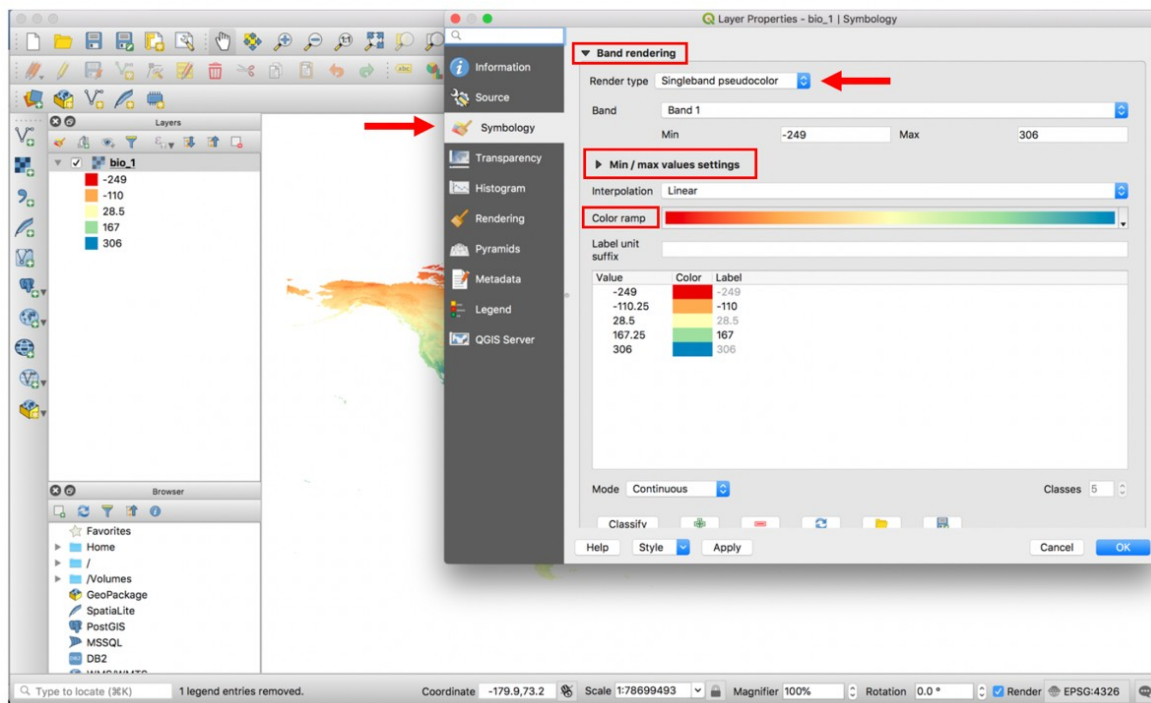 Layer Properties - bio_1 | Symbology
Information
Source
Symbology
Transparency
Histogram
Rendering
Pyramids
Metadata
Legend
QGIS Server
Band rendering
Render type Singleband pseudocolor
Band Band 1
Min -249 Max 306
Min / max values settings
Interpolation Linear
Color ramp
Label unit
suffix
Value Color Label
-249 -249
-110.25 -110
28.5 28.5
167.25 167
306 306
Mode Continuous Classes 5
Classify
Help Style Apply Cancel OK
abc
Layers
bio_1
-249
-110
28.5
167
306
Browser
Favorites
Home
/
/Volumes
GeoPackage
SpatiaLite
PostGIS
MSSQL
DB2
WMS/WMTS
Type to locate (⌘K) 1 legend entries removed. Coordinate -179.9,73.2 Scale 1:78699493 Magnifier 100% Rotation 0.0 ° Render EPSG:4326